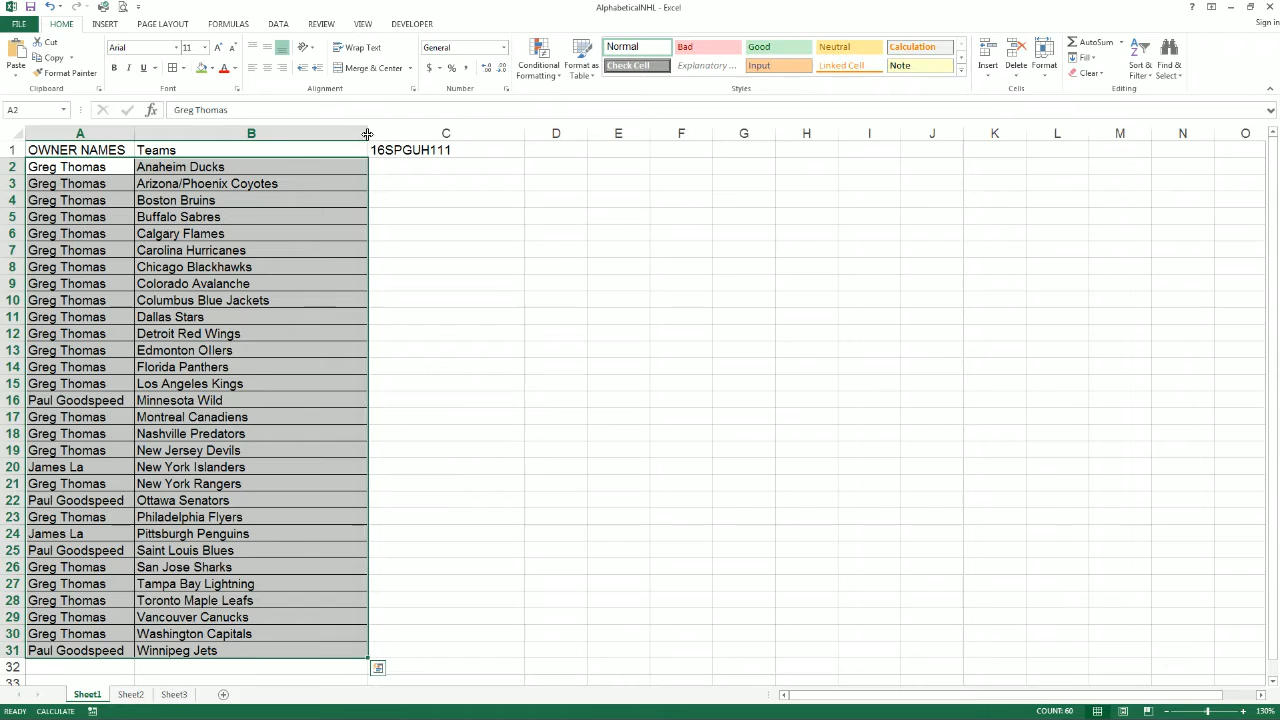 AlphabeticalNHL - Excel
Sign in
FILE HOME INSERT PAGE LAYOUT FORMULAS DATA REVIEW VIEW DEVELOPER
Paste Cut Copy Format Painter Clipboard
Arial 11 B I U A A A Font
Wrap Text Merge & Center Alignment
General $ % , Number
Conditional Formatting Format as Table
Normal Bad Good Neutral Calculation
Check Cell Explanatory ... Input Linked Cell Note
Styles
Insert Delete Format Cells
AutoSum Fill Clear Sort & Filter Find & Select Editing
A2 fx Greg Thomas
A B C D E F G H I J K L M N O
1 OWNER NAMES Teams 16SPGUH111
2 Greg Thomas Anaheim Ducks
3 Greg Thomas Arizona/Phoenix Coyotes
4 Greg Thomas Boston Bruins
5 Greg Thomas Buffalo Sabres
6 Greg Thomas Calgary Flames
7 Greg Thomas Carolina Hurricanes
8 Greg Thomas Chicago Blackhawks
9 Greg Thomas Colorado Avalanche
10 Greg Thomas Columbus Blue Jackets
11 Greg Thomas Dallas Stars
12 Greg Thomas Detroit Red Wings
13 Greg Thomas Edmonton OIlers
14 Greg Thomas Florida Panthers
15 Greg Thomas Los Angeles Kings
16 Paul Goodspeed Minnesota Wild
17 Greg Thomas Montreal Canadiens
18 Greg Thomas Nashville Predators
19 Greg Thomas New Jersey Devils
20 James La New York Islanders
21 Greg Thomas New York Rangers
22 Paul Goodspeed Ottawa Senators
23 Greg Thomas Philadelphia Flyers
24 James La Pittsburgh Penguins
25 Paul Goodspeed Saint Louis Blues
26 Greg Thomas San Jose Sharks
27 Greg Thomas Tampa Bay Lightning
28 Greg Thomas Toronto Maple Leafs
29 Greg Thomas Vancouver Canucks
30 Greg Thomas Washington Capitals
31 Paul Goodspeed Winnipeg Jets
32
33
Sheet1 Sheet2 Sheet3
READY CALCULATE COUNT: 60 130%